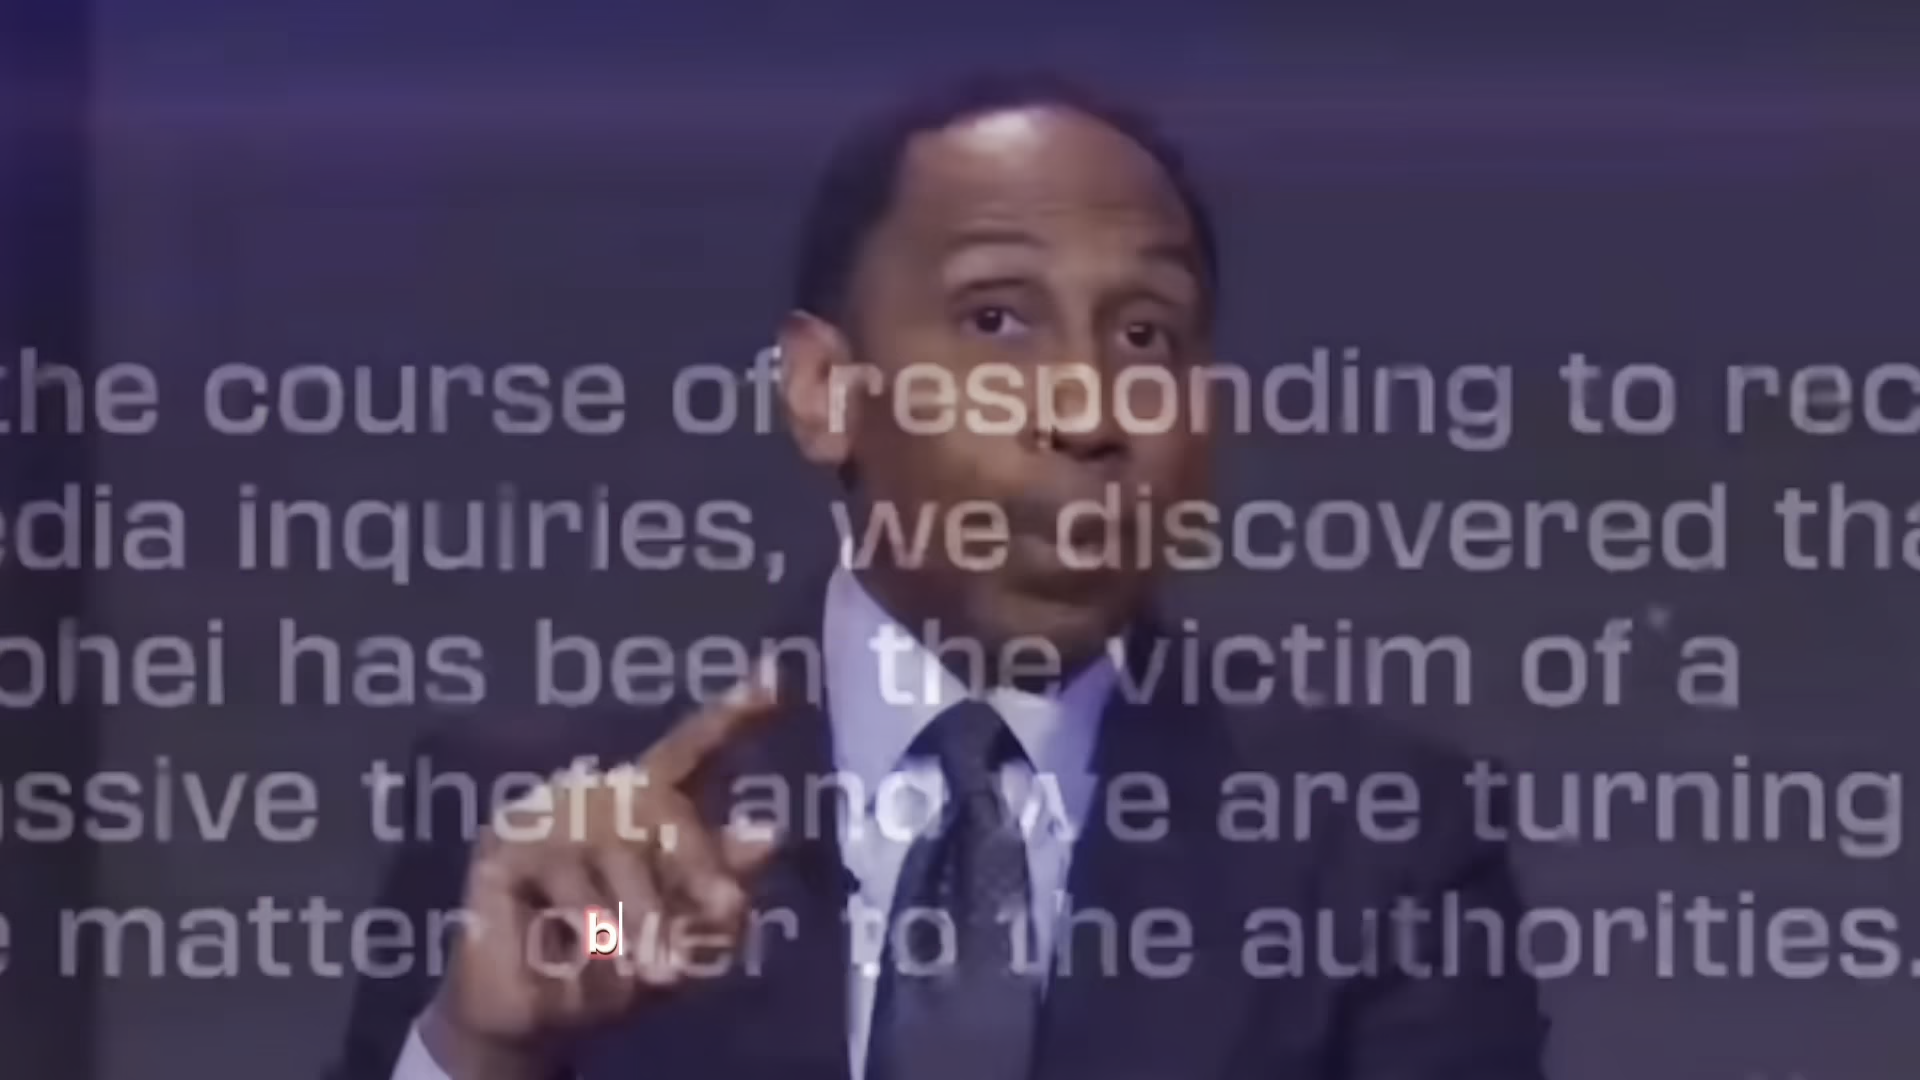 the course of responding to rec
edia inquiries, we discovered tha
ohei has been the victim of a
assive theft, and we are turning
e matter over to the authorities.
b